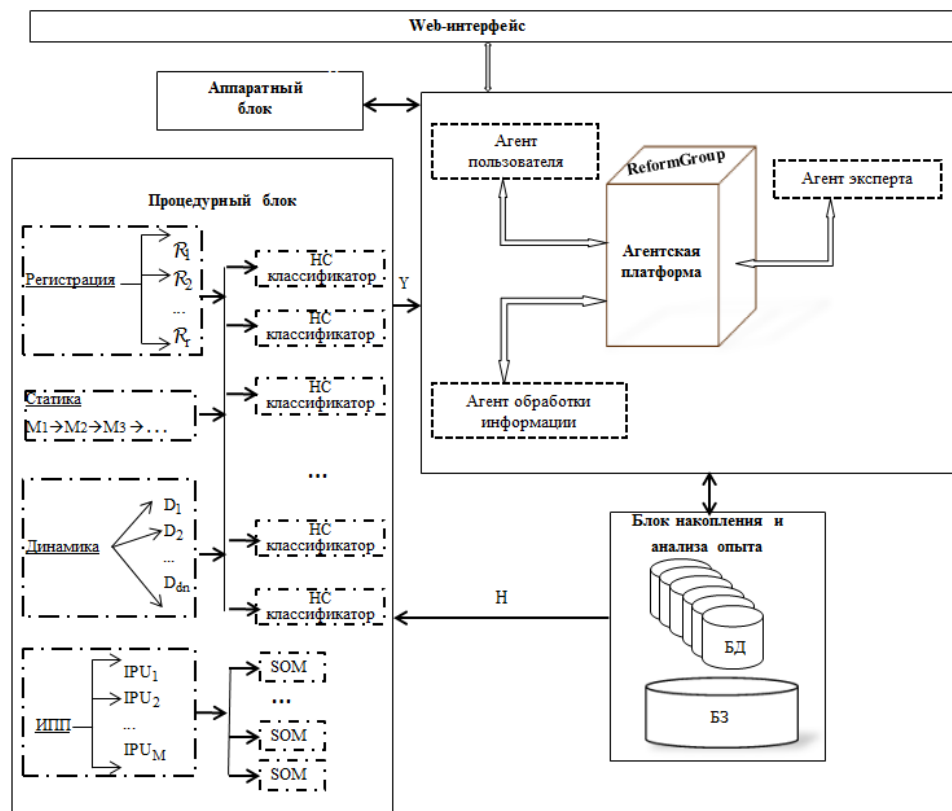 Web-интерфейс
Аппаратный
блок
Агент
пользователя
ReformGroup
Агентская
платформа
Агент эксперта
Агент обработки
информации
Процедурный блок
Регистрация
ℛ1
ℛ2
...
ℛr
Статика
M1→M2→M3→...
Динамика
D1
D2
...
Ddn
ИПП
IPU1
IPU2
...
IPUM
НС
классификатор
НС
классификатор
НС
классификатор
...
НС
классификатор
НС
классификатор
SOM
...
SOM
SOM
Y
H
Блок накопления и
анализа опыта
БД
БЗ